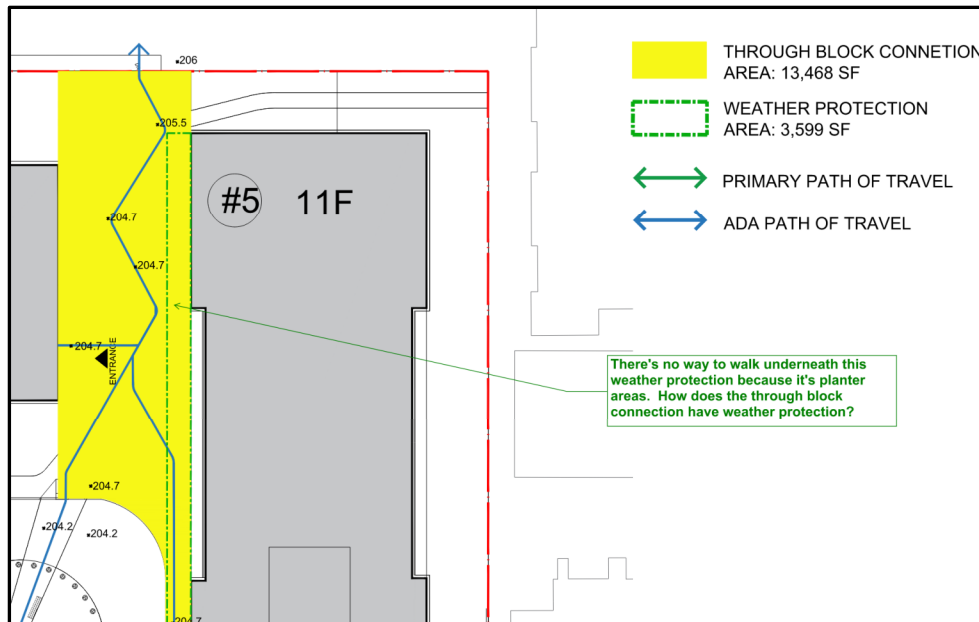 206
THROUGH BLOCK CONNETION
AREA: 13,468 SF
WEATHER PROTECTION
AREA: 3,599 SF
205.5
#5 11F
PRIMARY PATH OF TRAVEL
204.7
ADA PATH OF TRAVEL
204.7
204.7
ENTRANCE
There's no way to walk underneath this
weather protection because it's planter
areas. How does the through block
connection have weather protection?
204.7
204.2
204.2
204.7